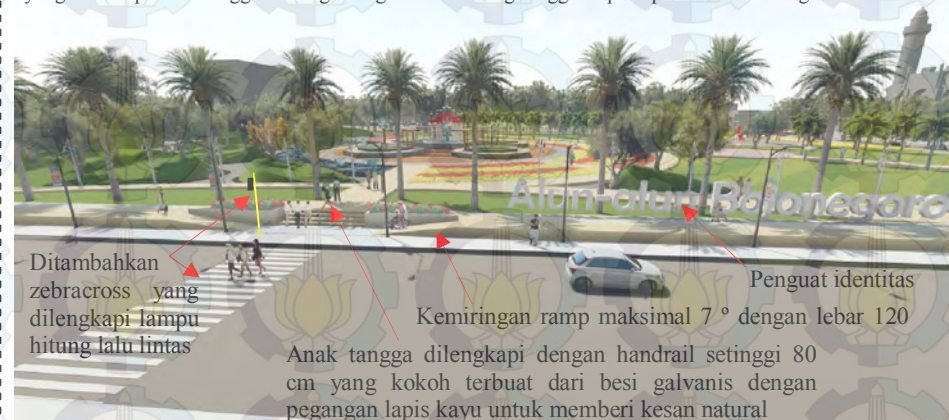 Alun-alun Bojonegoro
Ditambahkan
zebracross yang
dilengkapi lampu
hitung lalu lintas
Penguat identitas
Kemiringan ramp maksimal 7 º dengan lebar 120
Anak tangga dilengkapi dengan handrail setinggi 80
cm yang kokoh terbuat dari besi galvanis dengan
pegangan lapis kayu untuk memberi kesan natural